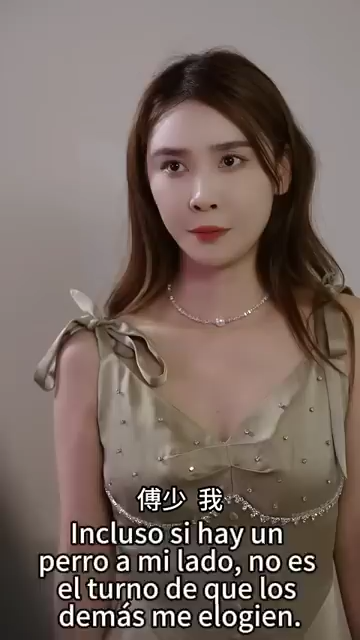 傅少 我
Incluso si hay un
perro a mi lado, no es
el turno de que los
demás me elogien.